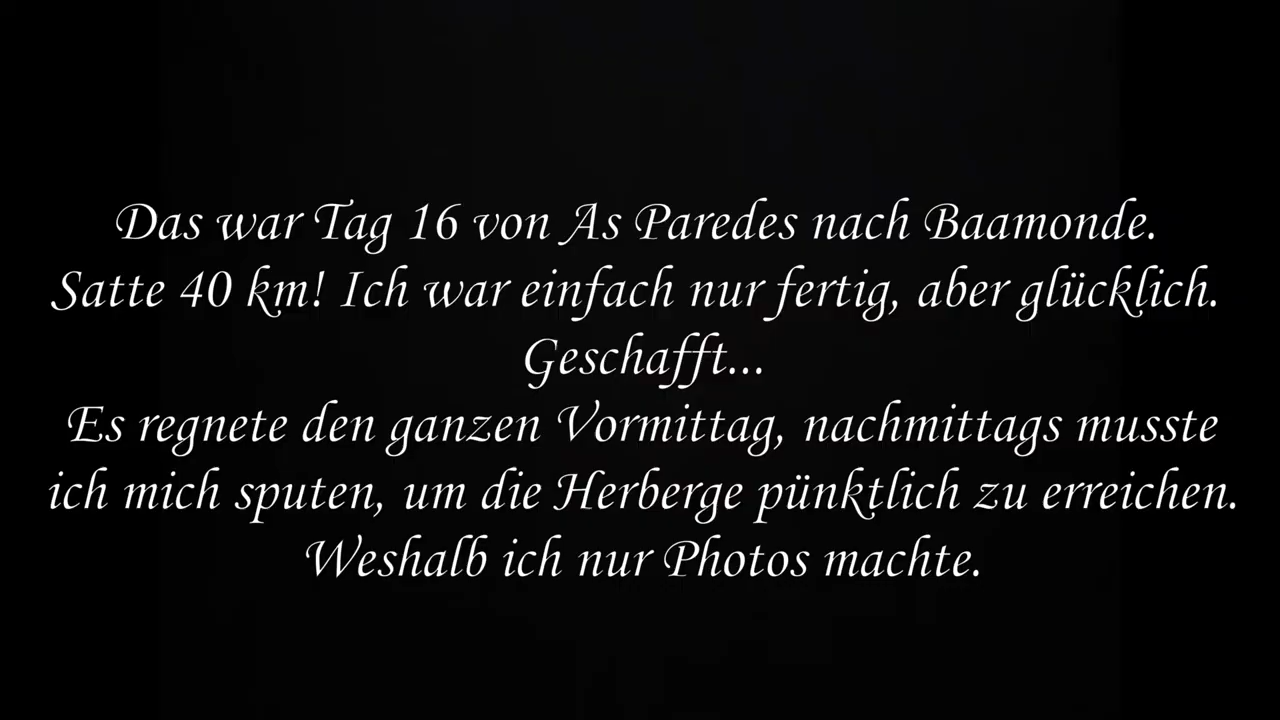 Das war Tag 16 von As Paredes nach Baamonde.
Satte 40 km! Ich war einfach nur fertig, aber glücklich.
Geschafft...
Es regnete den ganzen Vormittag, nachmittags musste
ich mich sputen, um die Herberge pünktlich zu erreichen.
Weshalb ich nur Photos machte.